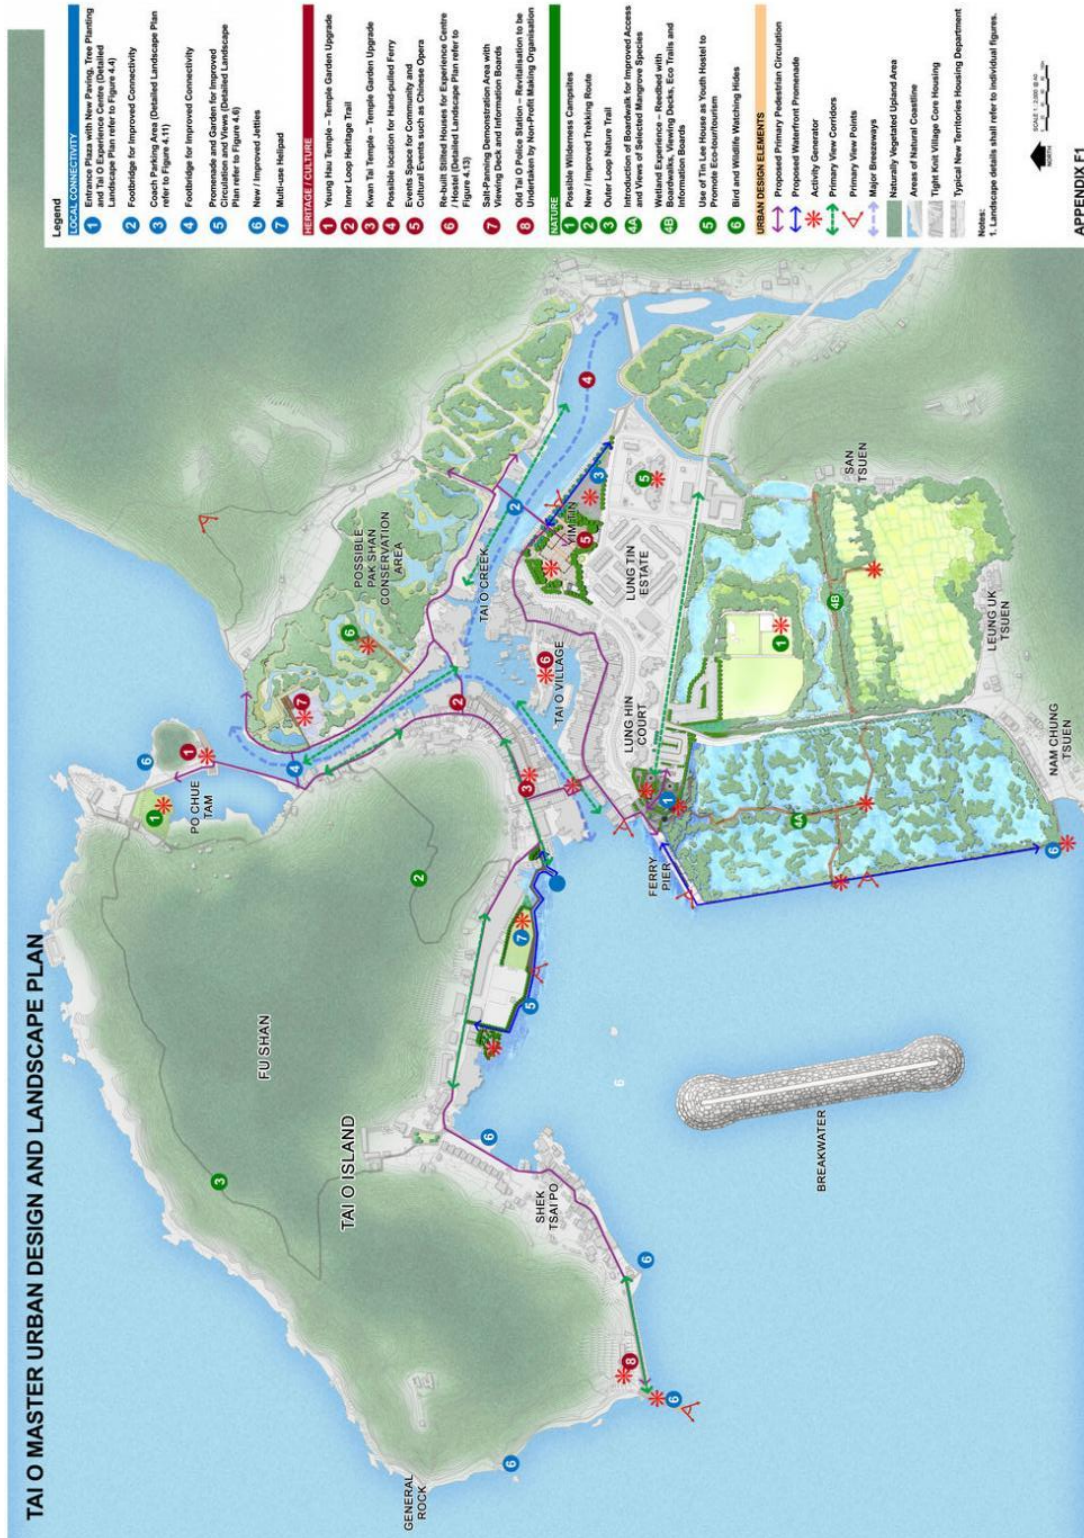 TAI O MASTER URBAN DESIGN AND LANDSCAPE PLAN
GENERAL
ROCK
FU SHAN
TAI O ISLAND
SHEK
TSAI PO
BREAKWATER
PO CHUE
TAM
POSSIBLE
PAK SHAN
CONSERVATION
AREA
TAI O CREEK
TAI O VILLAGE
YIM TIN
LUNG TIN
ESTATE
LUNG HIN
COURT
FERRY
PIER
SAN
TSUEN
LEUNG UK
TSUEN
NAM CHUNG
TSUEN
Legend
LOCAL CONNECTIVITY
1 Entrance Plaza with New Paving, Tree Planting
and Tai O Experience Centre (Detailed
Landscape Plan refer to Figure 4.4)
2 Footbridge for Improved Connectivity
3 Coach Parking Area (Detailed Landscape Plan
refer to Figure 4.11)
4 Footbridge for Improved Connectivity
5 Promenade and Garden for Improved
Circulation and Views (Detailed Landscape
Plan refer to Figure 4.6)
6 New / Improved Jetties
7 Multi-use Helipad
HERITAGE / CULTURE
1 Yeung Hau Temple – Temple Garden Upgrade
2 Inner Loop Heritage Trail
3 Kwan Tai Temple – Temple Garden Upgrade
4 Possible location for Hand-pulled Ferry
5 Events Space for Community and
Cultural Events such as Chinese Opera
6 Re-built Stilted Houses for Experience Centre
/ Hostel (Detailed Landscape Plan refer to
Figure 4.13)
7 Salt-Panning Demonstration Area with
Viewing Deck and Information Boards
8 Old Tai O Police Station – Revitalisation to be
Undertaken by Non-Profit Making Organisation
NATURE
1 Possible Wilderness Campsites
2 New / Improved Trekking Route
3 Outer Loop Nature Trail
4A Introduction of Boardwalk for Improved Access
and Views of Selected Mangrove Species
4B Wetland Experience - Reedbed with
Boardwalks, Viewing Decks, Eco Trails and
Information Boards
5 Use of Tin Lee House as Youth Hostel to
Promote Eco-tour/tourism
6 Bird and Wildlife Watching Hides
URBAN DESIGN ELEMENTS
Proposed Primary Pedestrian Circulation
Proposed Waterfront Promenade
Activity Generator
Primary View Corridors
Primary View Points
Major Breezeways
Naturally Vegetated Upland Area
Areas of Natural Coastline
Tight Knit Village Core Housing
Typical New Territories Housing Department
Notes:
1. Landscape details shall refer to individual figures.
NORTH
APPENDIX F1